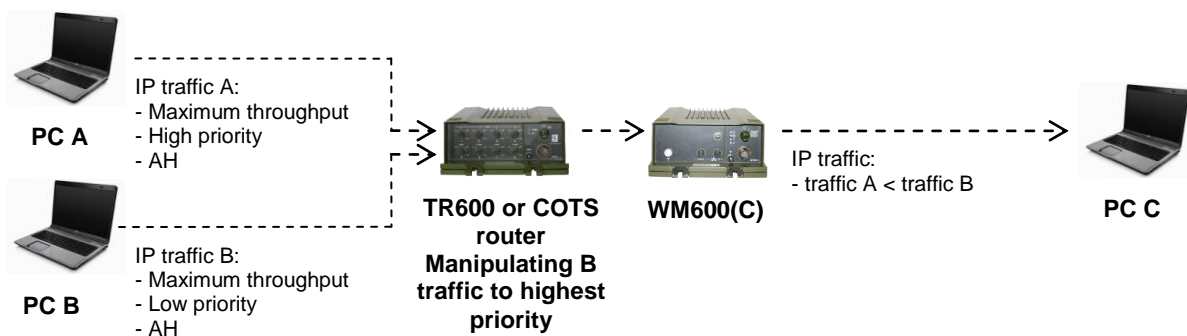 IP traffic A:
- Maximum throughput
- High priority
- AH
PC A
IP traffic B:
- Maximum throughput
- Low priority
- AH
PC B
TR600 or COTS
router
Manipulating B
traffic to highest
priority
WM600(C)
IP traffic:
- traffic A < traffic B
PC C